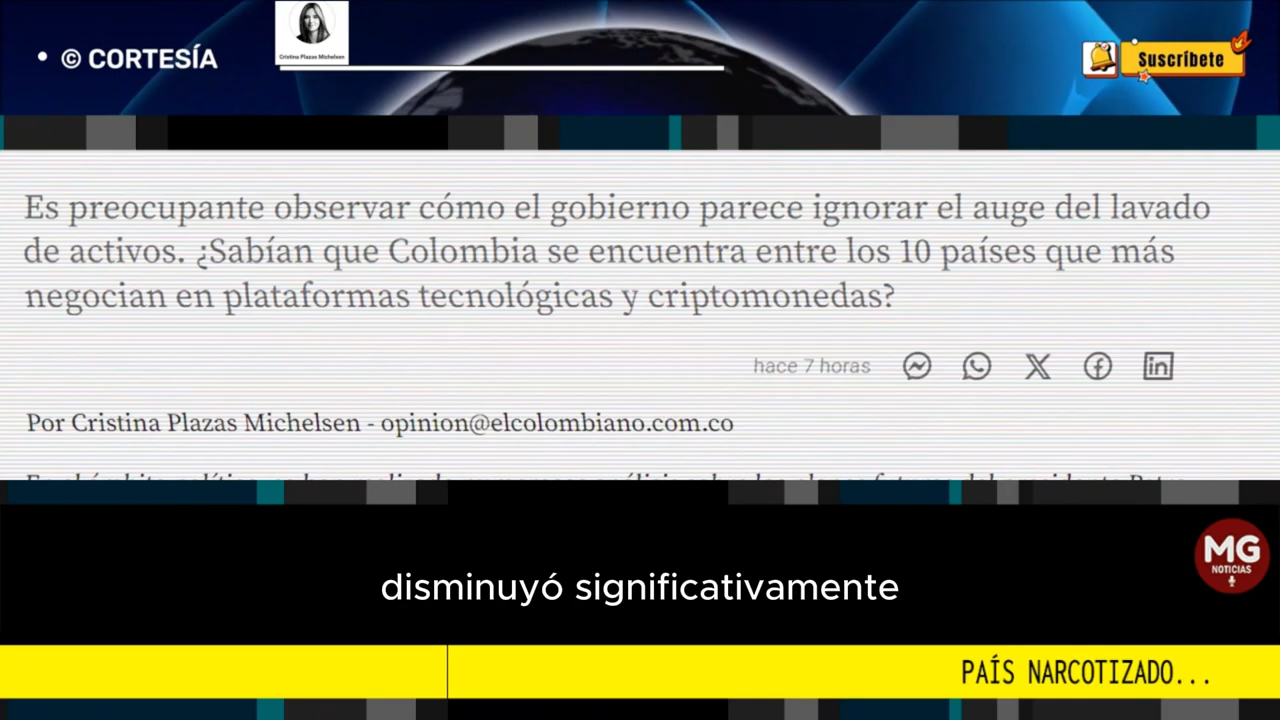 • © CORTESÍA
Cristina Plazas Michelsen
Suscríbete
Es preocupante observar cómo el gobierno parece ignorar el auge del lavado
de activos. ¿Sabían que Colombia se encuentra entre los 10 países que más
negocian en plataformas tecnológicas y criptomonedas?
hace 7 horas
Por Cristina Plazas Michelsen - opinion@elcolombiano.com.co
MG
NOTICIAS
disminuyó significativamente
PAÍS NARCOTIZADO...